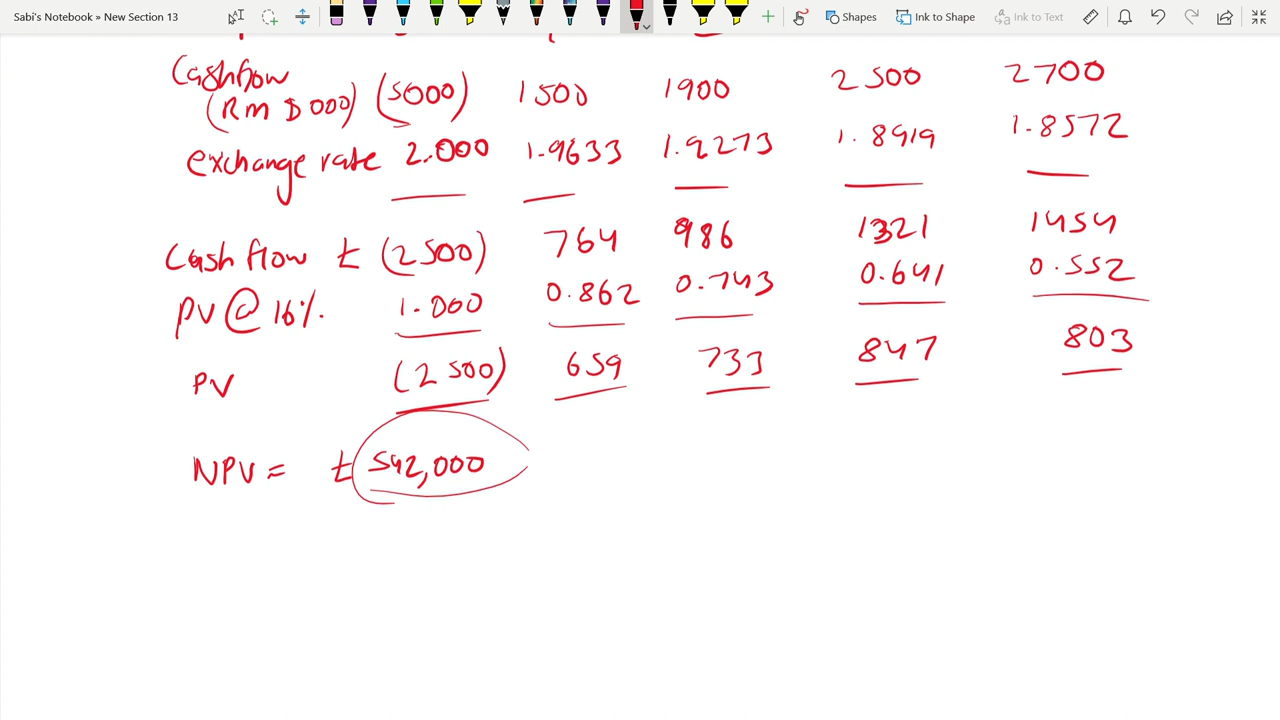 Sabi's Notebook » New Section 13
Shapes Ink to Shape Ink to Text
Cashflow
(Rm $ 000) (5000) 1500 1900 2500 2700
exchange rate 2.000 1.9633 1.9273 1.8919 1.8572
Cash flow £ (2500) 764 986 1321 1454
PV @ 16%. 1.000 0.862 0.743 0.641 0.552
PV (2500) 659 733 847 803
NPV = £ 542,000